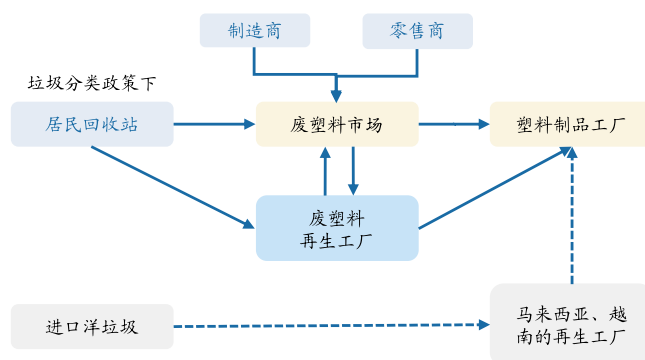 制造商
零售商
垃圾分类政策下
居民回收站
废塑料市场
塑料制品工厂
废塑料
再生工厂
进口洋垃圾
马来西亚、越
南的再生工厂